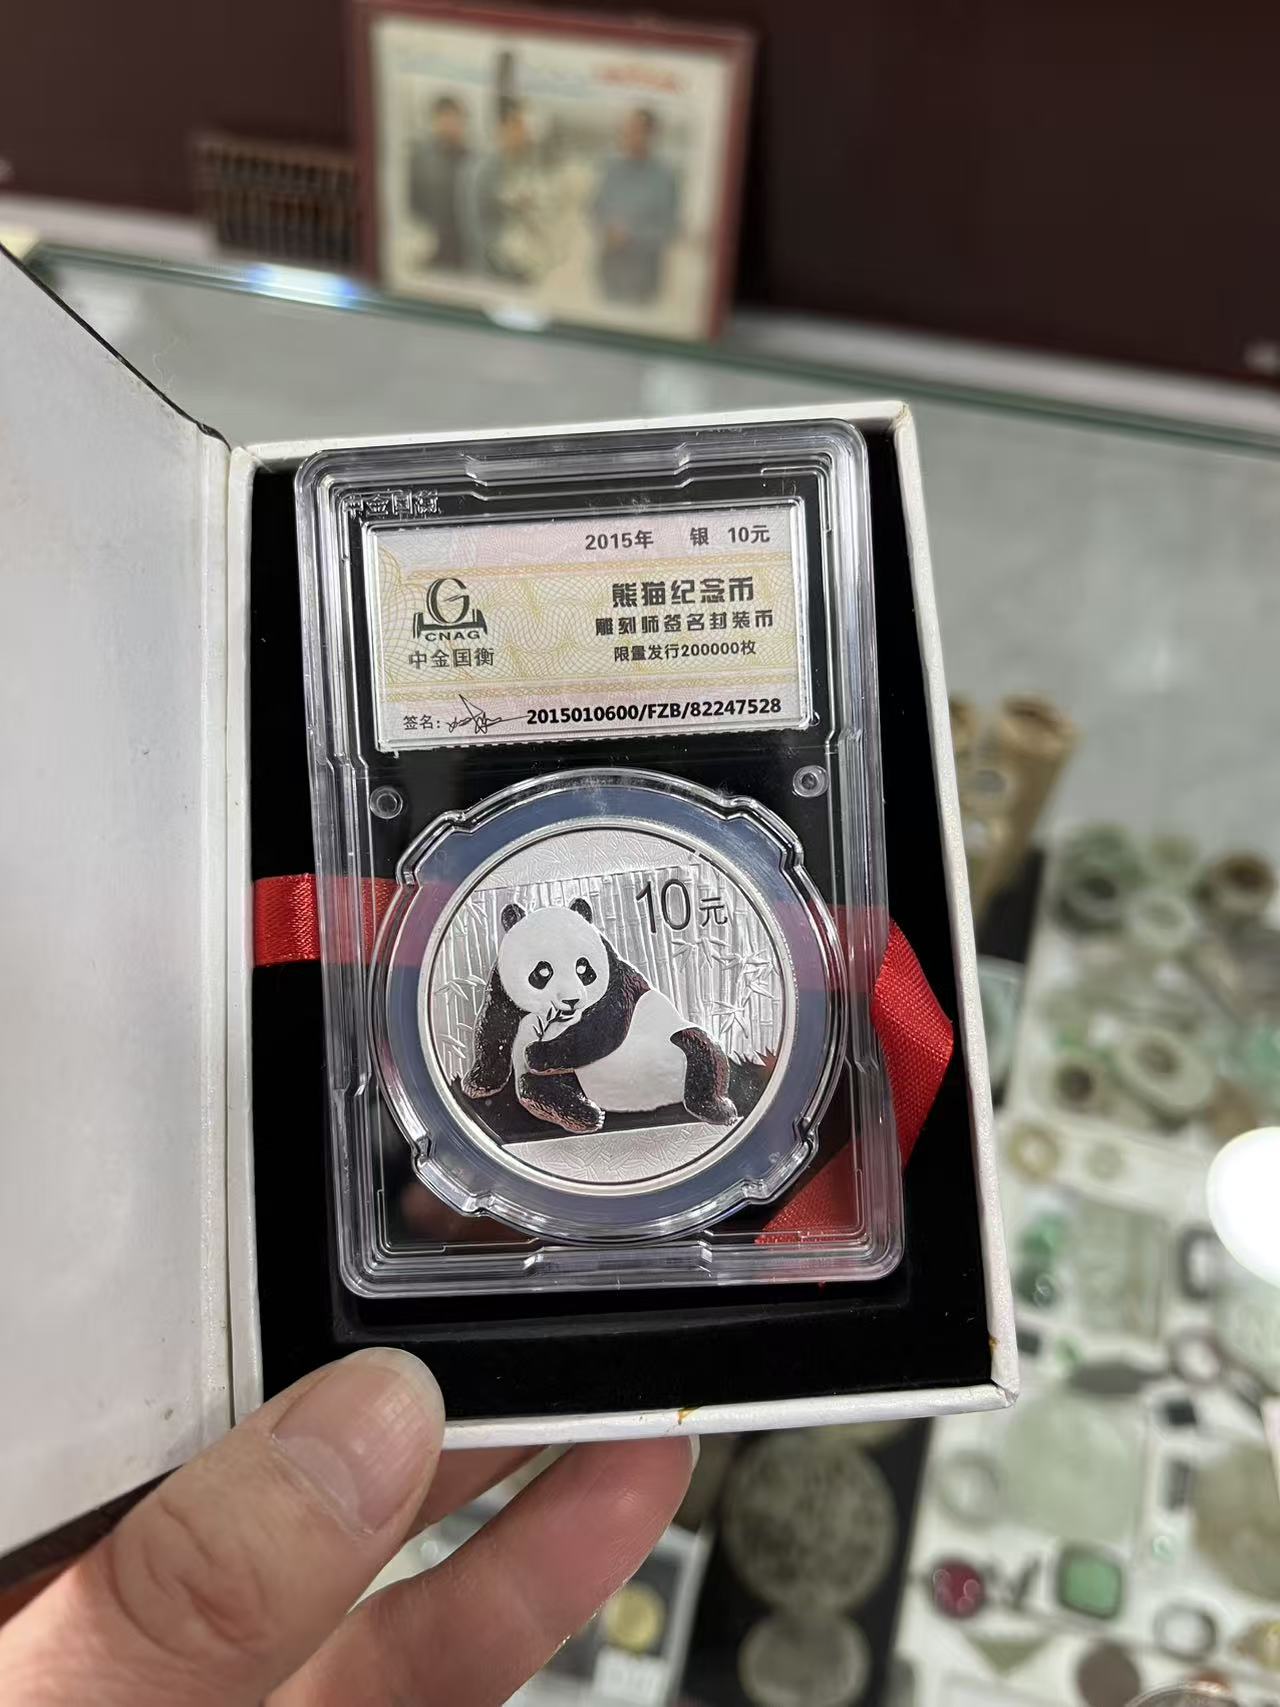 中金国衡
2015年 银 10元
CNAG
中金国衡
熊猫纪念币
雕刻师签名封装币
限量发行200000枚
签名:
2015010600/FZB/82247528
10元